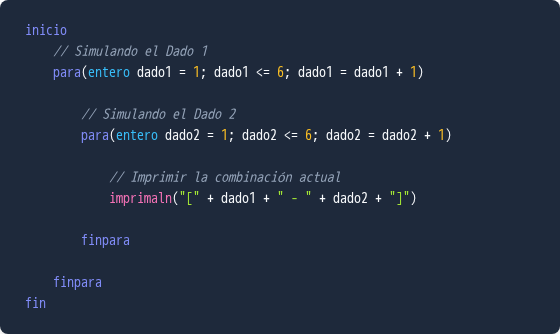 inicio
// Simulando el Dado 1
para(entero dado1 = 1; dado1 <= 6; dado1 = dado1 + 1)
// Simulando el Dado 2
para(entero dado2 = 1; dado2 <= 6; dado2 = dado2 + 1)
// Imprimir la combinación actual
imprimaln("[" + dado1 + " - " + dado2 + "]")
finpara
finpara
fin